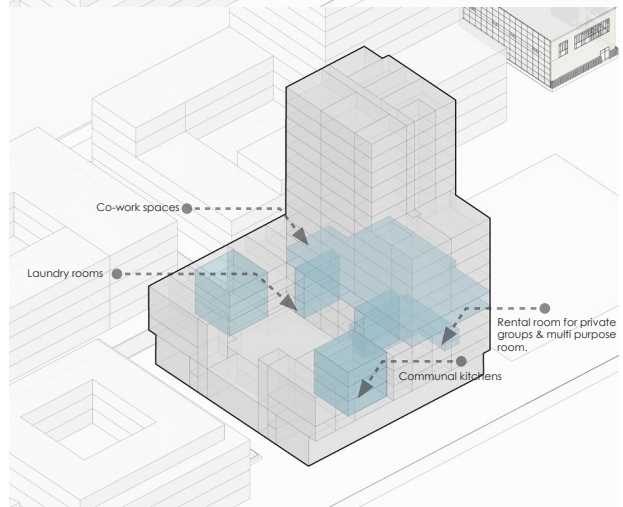 Co-work spaces
Laundry rooms
Rental room for private
groups & multi purpose
room.
Communal kitchens